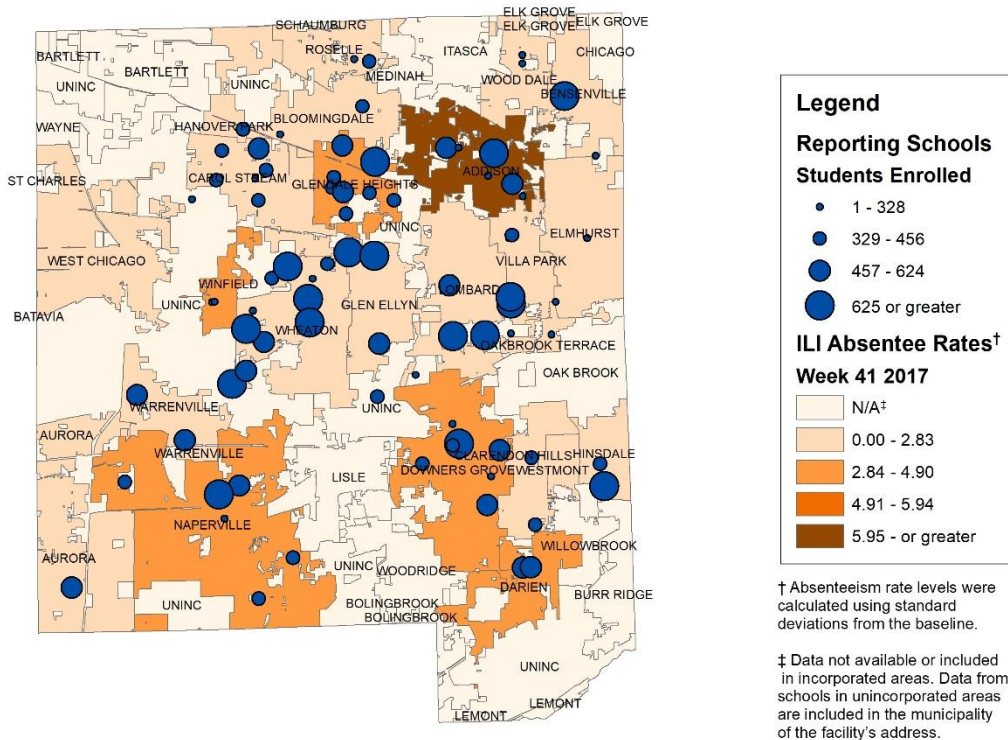 ELK GROVE
ELK GROVE
ELK GROVE
SCHAUMBURG
ROSELLE
ITASCA
CHICAGO
BARTLETT
BARTLETT
MEDINAH
WOOD DALE
UNINC
UNINC
BENSENVILLE
BLOOMINGDALE
WAYNE
HANOVER PARK
ADDISON
ST CHARLES
CAROL STREAM
GLENDALE HEIGHTS
UNINC
ELMHURST
WEST CHICAGO
VILLA PARK
WINFIELD
LOMBARD
UNINC
GLEN ELLYN
BATAVIA
WHEATON
OAKBROOK TERRACE
OAK BROOK
UNINC
WARRENVILLE
AURORA
WARRENVILLE
CLARENDON HILLS
HINSDALE
DOWNERS GROVE
WESTMONT
LISLE
NAPERVILLE
WILLOWBROOK
AURORA
UNINC
WOODRIDGE
DARIEN
UNINC
BOLINGBROOK
BOLINGBROOK
BURR RIDGE
UNINC
LEMONT
LEMONT
Legend
Reporting Schools
Students Enrolled
1 - 328
329 - 456
457 - 624
625 or greater
ILI Absentee Rates†
Week 41 2017
N/A‡
0.00 - 2.83
2.84 - 4.90
4.91 - 5.94
5.95 - or greater
† Absenteeism rate levels were
calculated using standard
deviations from the baseline.
‡ Data not available or included
in incorporated areas. Data from
schools in unincorporated areas
are included in the municipality
of the facility's address.